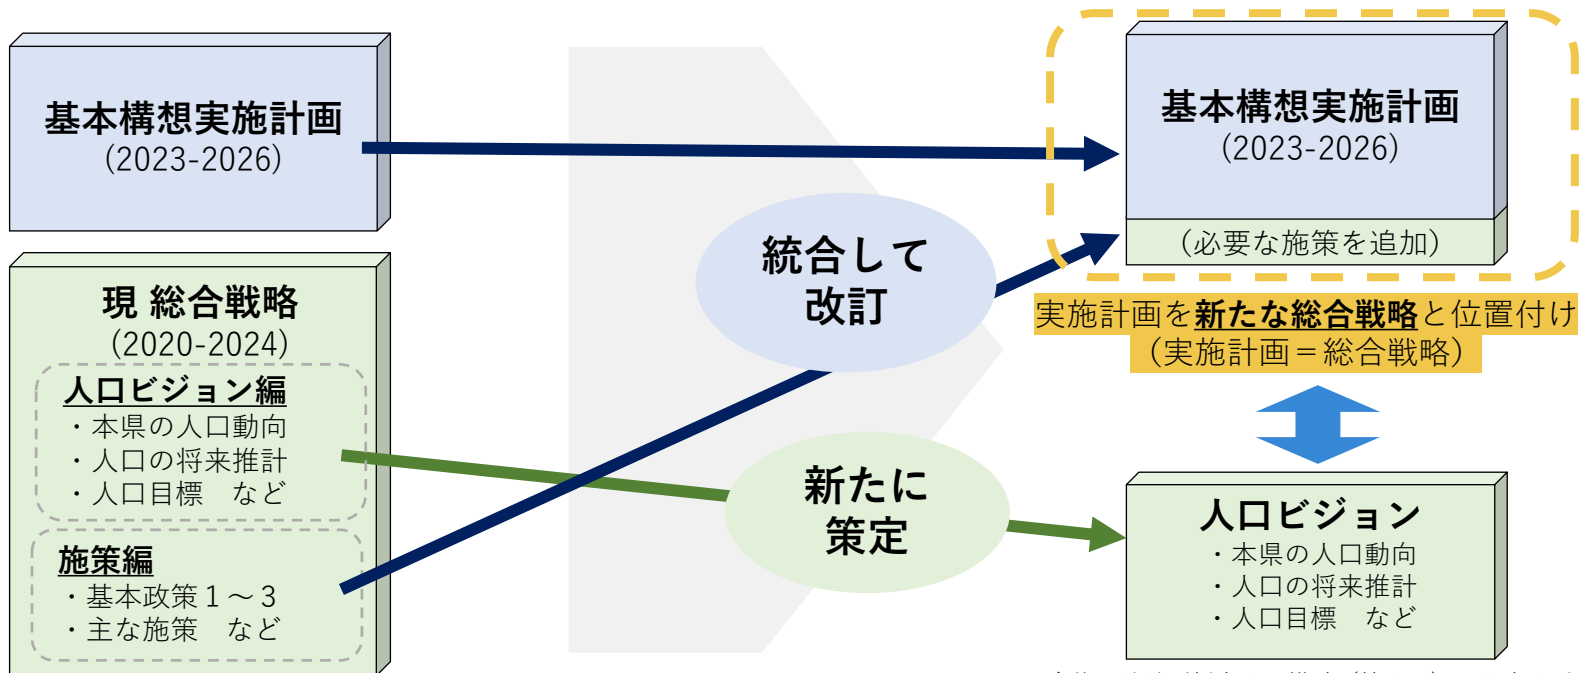 基本構想実施計画
(2023-2026)
現 総合戦略
(2020-2024)
人口ビジョン編
・本県の人口動向
・人口の将来推計
・人口目標　など
施策編
・基本政策１～３
・主な施策　など
統合して
改訂
新たに
策定
基本構想実施計画
(2023-2026)
（必要な施策を追加）
実施計画を新たな総合戦略と位置付け
（実施計画＝総合戦略）
人口ビジョン
・本県の人口動向
・人口の将来推計
・人口目標　など